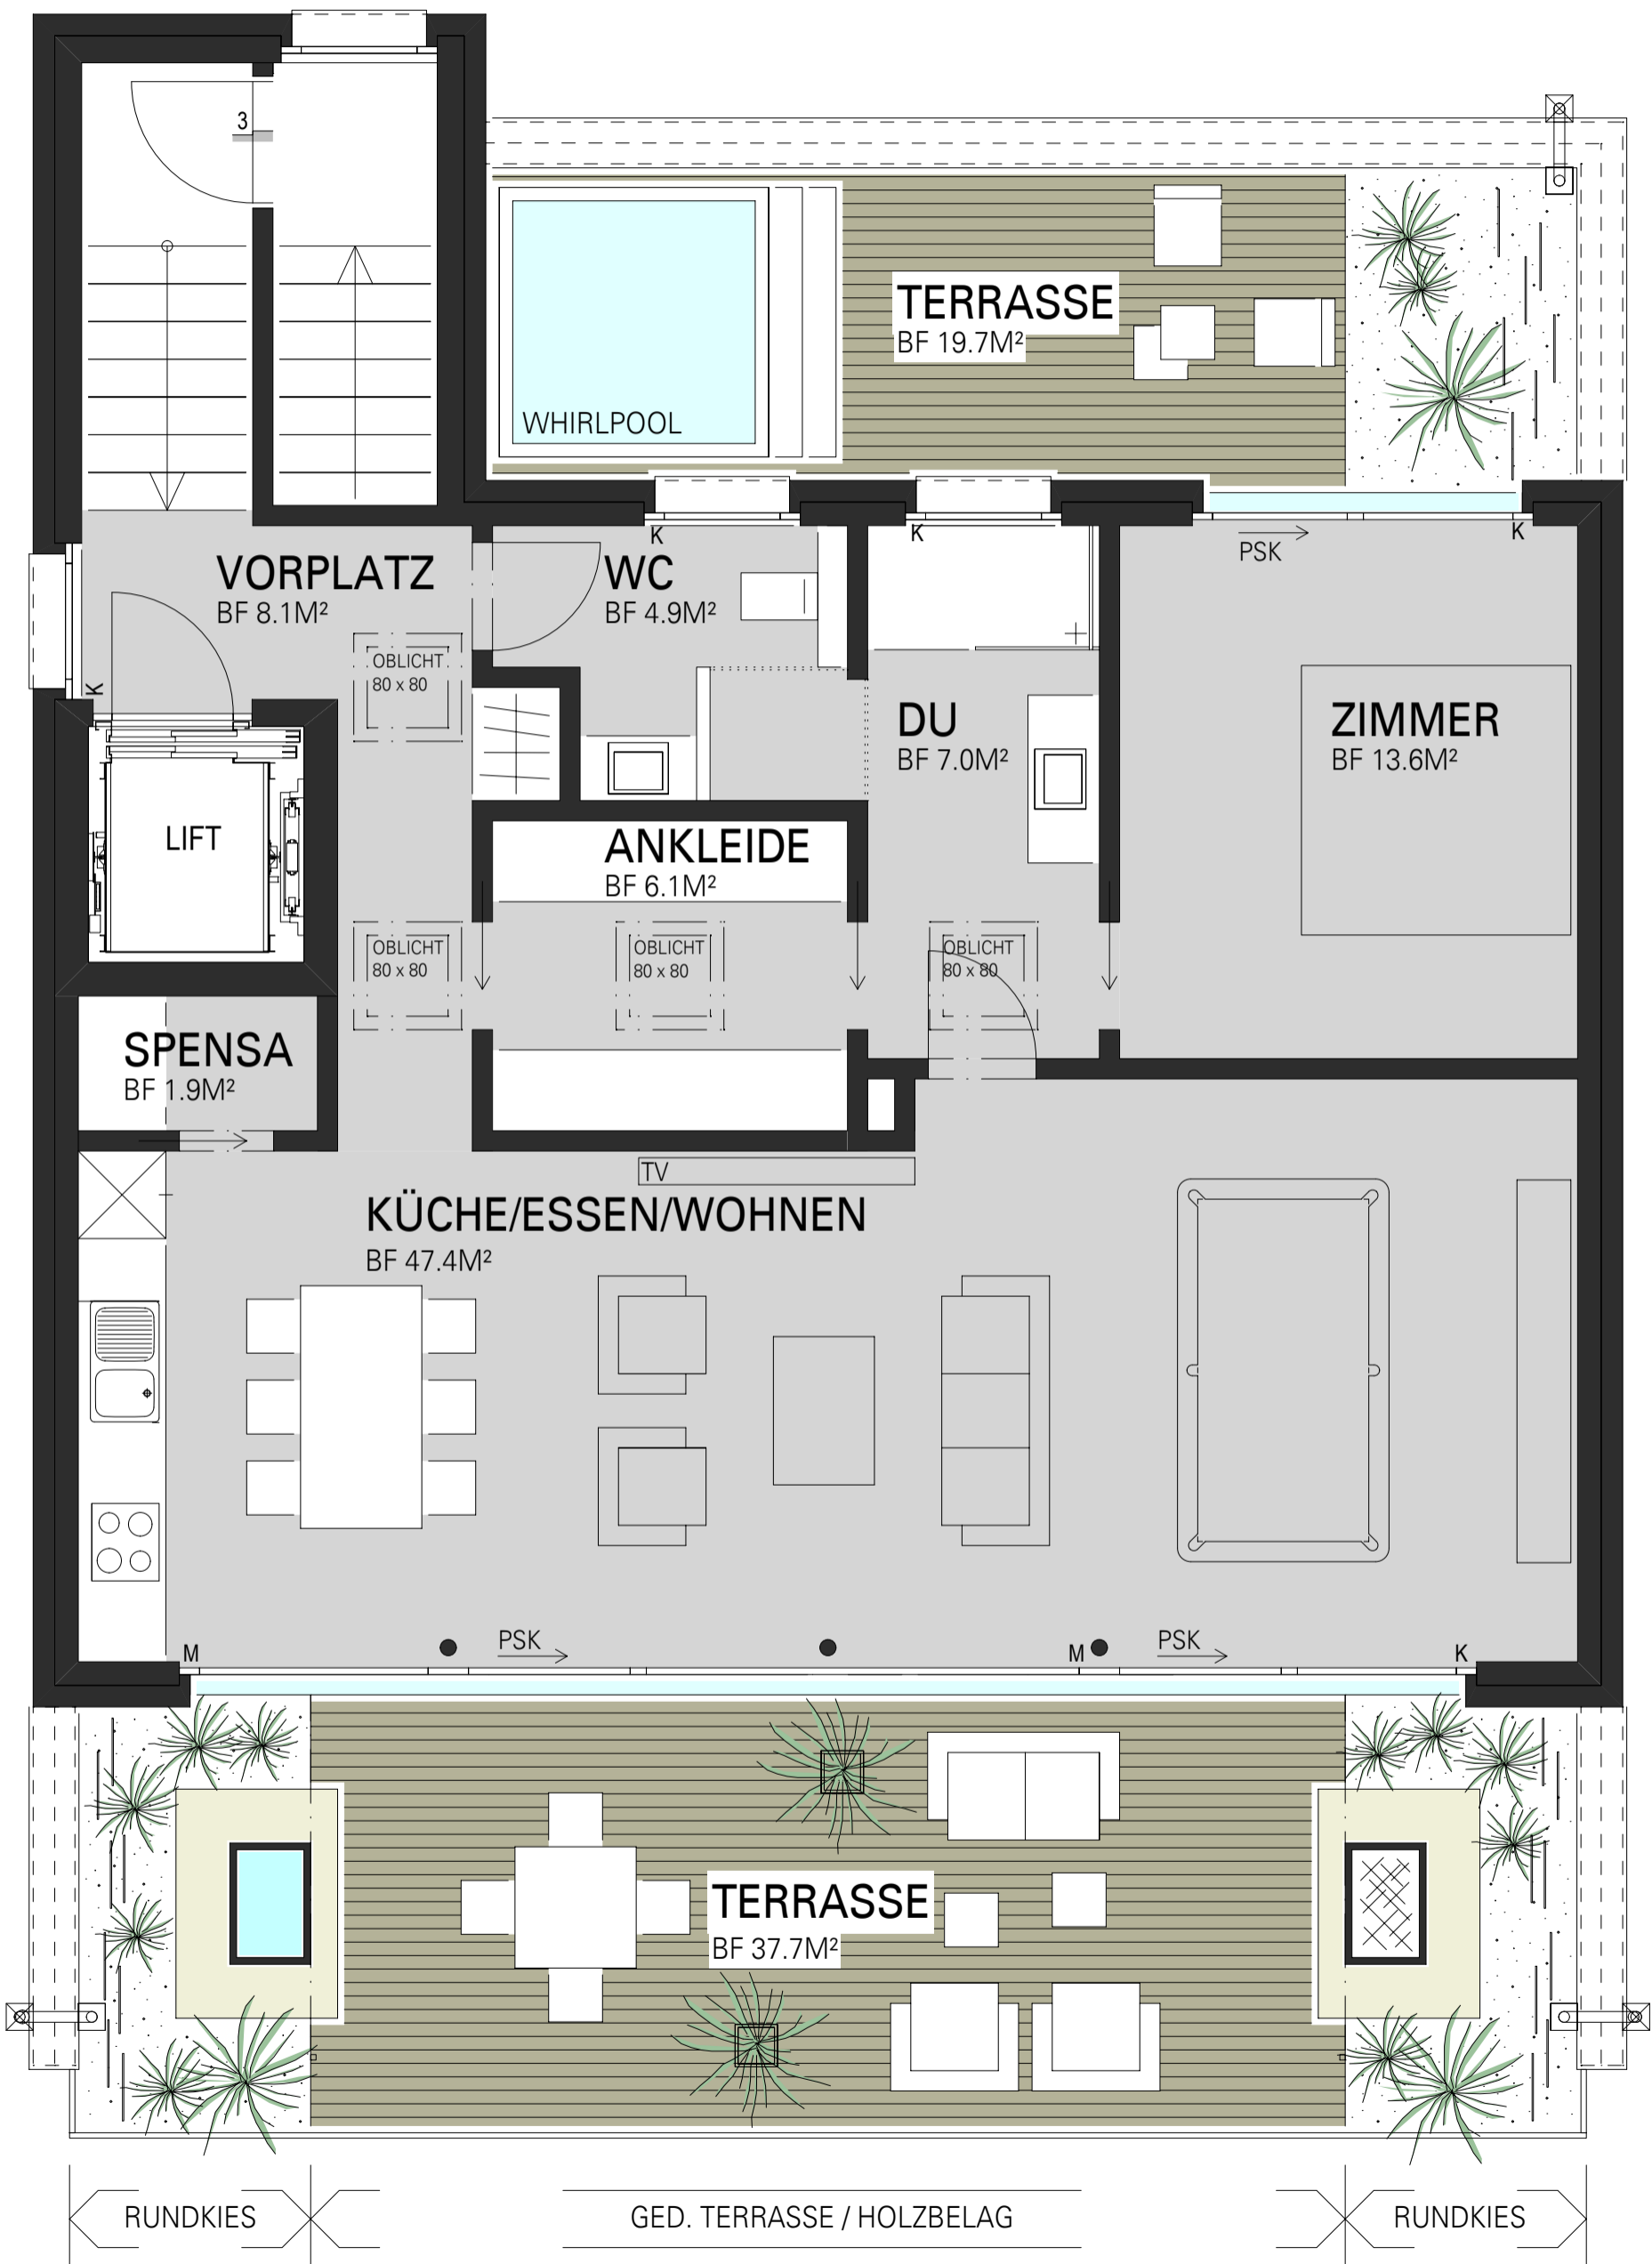 3
TERRASSE
BF 19.7M²
WHIRLPOOL
K
K
PSK
K
VORPLATZ
BF 8.1M²
WC
BF 4.9M²
OBLICHT
80 x 80
K
DU
BF 7.0M²
ZIMMER
BF 13.6M²
LIFT
ANKLEIDE
BF 6.1M²
OBLICHT
80 x 80
OBLICHT
80 x 80
OBLICHT
80 x 80
SPENSA
BF 1.9M²
TV
KÜCHE/ESSEN/WOHNEN
BF 47.4M²
M
PSK
M
PSK
K
TERRASSE
BF 37.7M²
RUNDKIES
GED. TERRASSE / HOLZBELAG
RUNDKIES